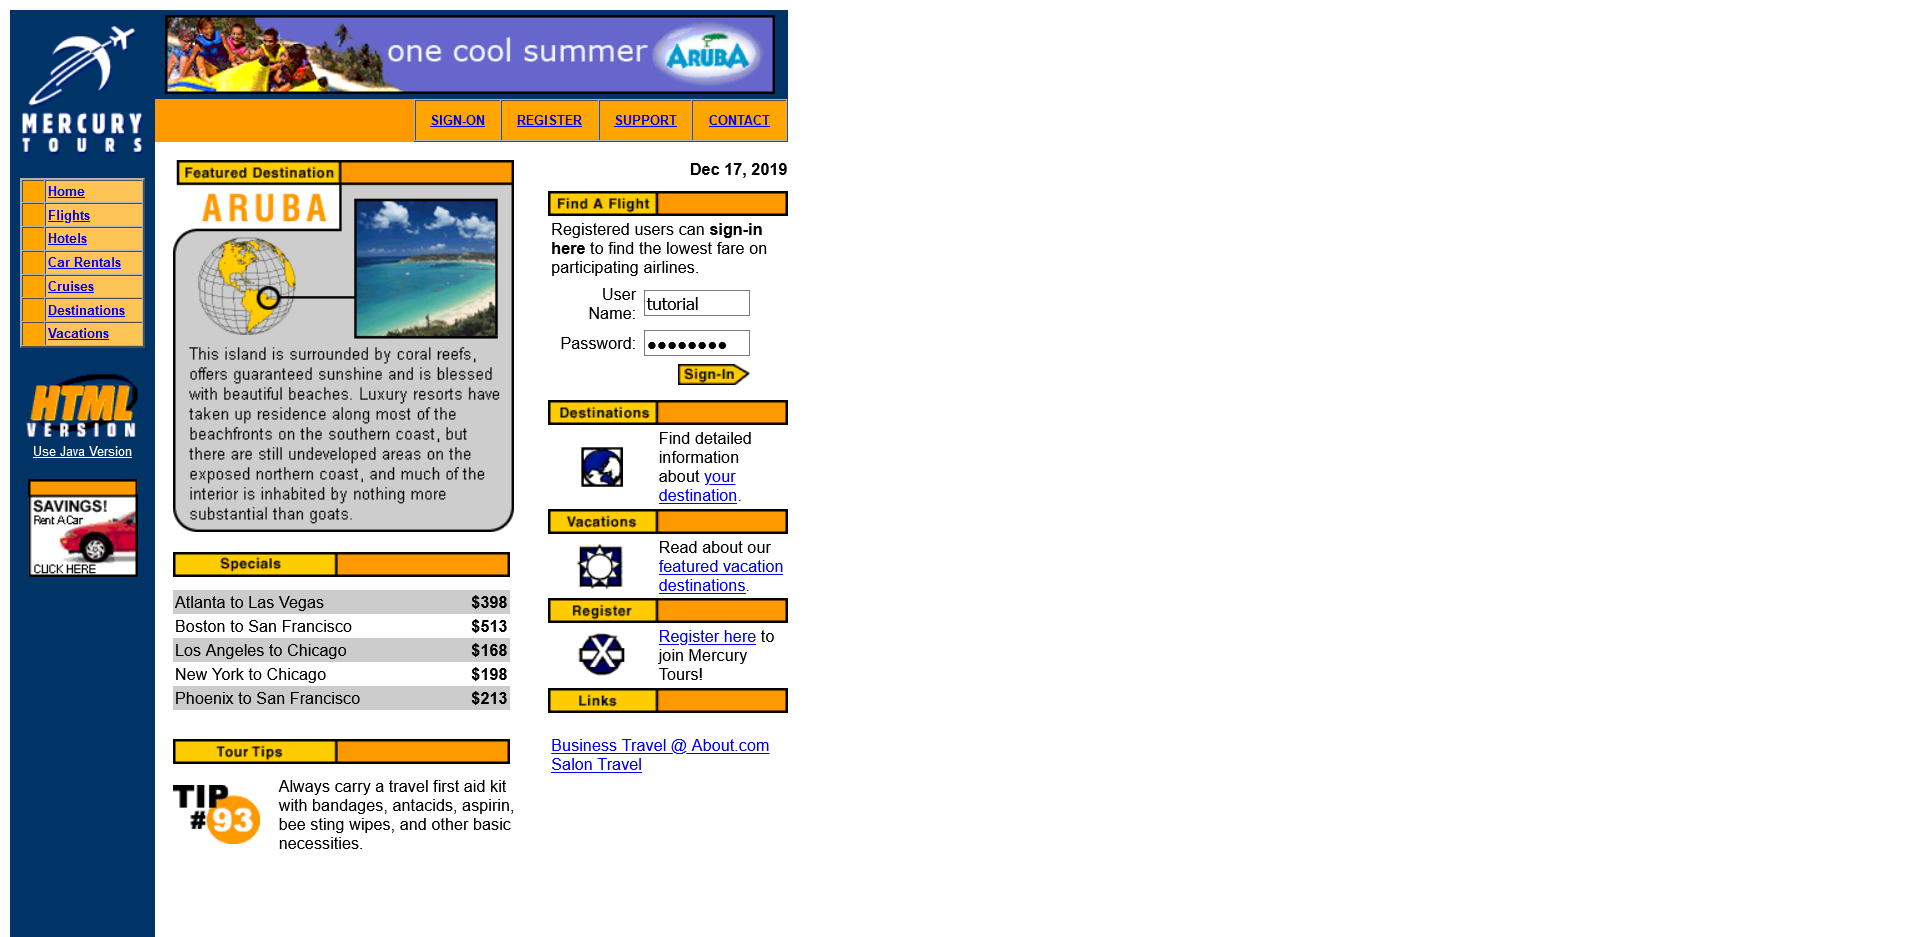 one cool summer ARUBA
MERCURY
TOURS
SIGN-ON REGISTER SUPPORT CONTACT
Home
Flights
Hotels
Car Rentals
Cruises
Destinations
Vacations
HTML
VERSION
Use Java Version
SAVINGS!
Rent A Car
CLICK HERE
Featured Destination
ARUBA
This island is surrounded by coral reefs,
offers guaranteed sunshine and is blessed
with beautiful beaches. Luxury resorts have
taken up residence along most of the
beachfronts on the southern coast, but
there are still undeveloped areas on the
exposed northern coast, and much of the
interior is inhabited by nothing more
substantial than goats.
Specials
Atlanta to Las Vegas $398
Boston to San Francisco $513
Los Angeles to Chicago $168
New York to Chicago $198
Phoenix to San Francisco $213
Tour Tips
TIP
#93
Always carry a travel first aid kit
with bandages, antacids, aspirin,
bee sting wipes, and other basic
necessities.
Dec 17, 2019
Find A Flight
Registered users can sign-in
here to find the lowest fare on
participating airlines.
User
Name: tutorial
Password: ●●●●●●●●
Sign-In
Destinations
Find detailed
information
about your
destination.
Vacations
Read about our
featured vacation
destinations.
Register
Register here to
join Mercury
Tours!
Links
Business Travel @ About.com
Salon Travel